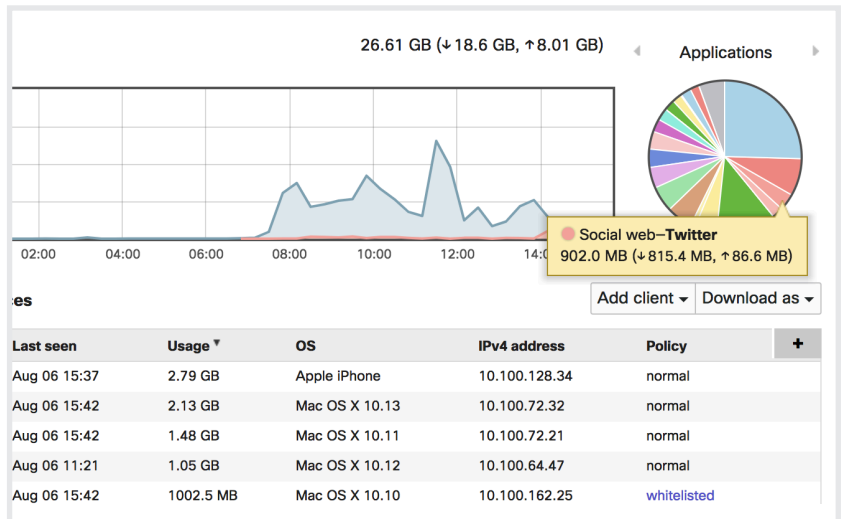 26.61 GB (↓18.6 GB, ↑8.01 GB)
Applications
02:00 04:00 06:00 08:00 10:00 12:00
Social web–Twitter
902.0 MB (↓815.4 MB, ↑86.6 MB)
Add client Download as
Last seen Usage OS IPv4 address Policy +
Aug 06 15:37 2.79 GB Apple iPhone 10.100.128.34 normal
Aug 06 15:42 2.13 GB Mac OS X 10.13 10.100.72.32 normal
Aug 06 15:42 1.48 GB Mac OS X 10.11 10.100.72.21 normal
Aug 06 11:21 1.05 GB Mac OS X 10.12 10.100.64.47 normal
Aug 06 15:42 1002.5 MB Mac OS X 10.10 10.100.162.25 whitelisted